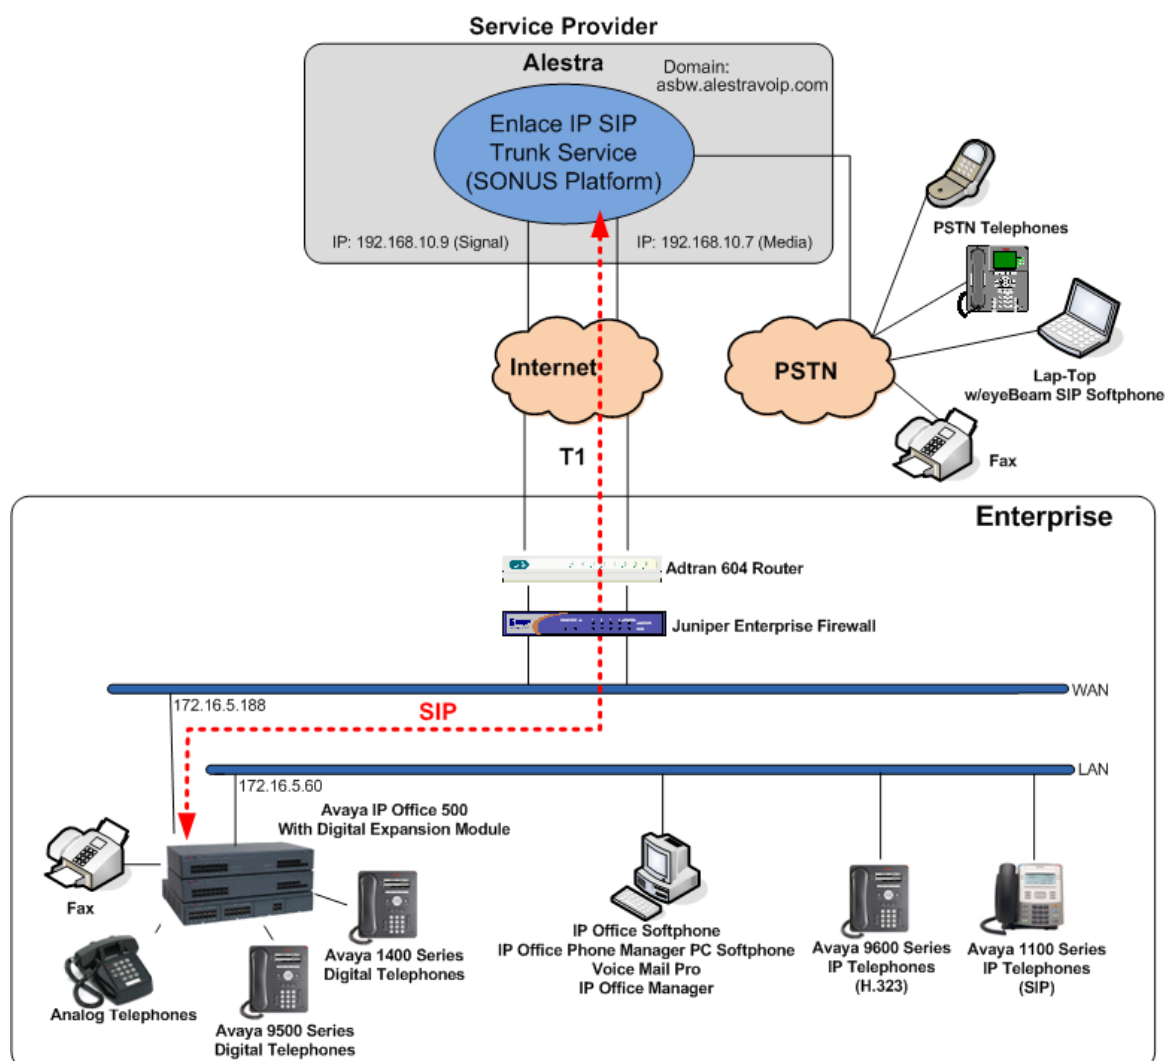 Service Provider
Alestra
Domain:
asbw.alestravoip.com
Enlace IP SIP
Trunk Service
(SONUS Platform)
IP: 192.168.10.9 (Signal)
IP: 192.168.10.7 (Media)
PSTN Telephones
Internet
PSTN
Lap-Top
w/eyeBeam SIP Softphone
T1
Fax
Enterprise
Adtran 604 Router
Juniper Enterprise Firewall
WAN
172.16.5.188
SIP
LAN
172.16.5.60
Avaya IP Office 500
With Digital Expansion Module
Fax
Avaya 1400 Series
Digital Telephones
Analog Telephones
Avaya 9500 Series
Digital Telephones
IP Office Softphone
IP Office Phone Manager PC Softphone
Voice Mail Pro
IP Office Manager
Avaya 9600 Series
IP Telephones
(H.323)
Avaya 1100 Series
IP Telephones
(SIP)